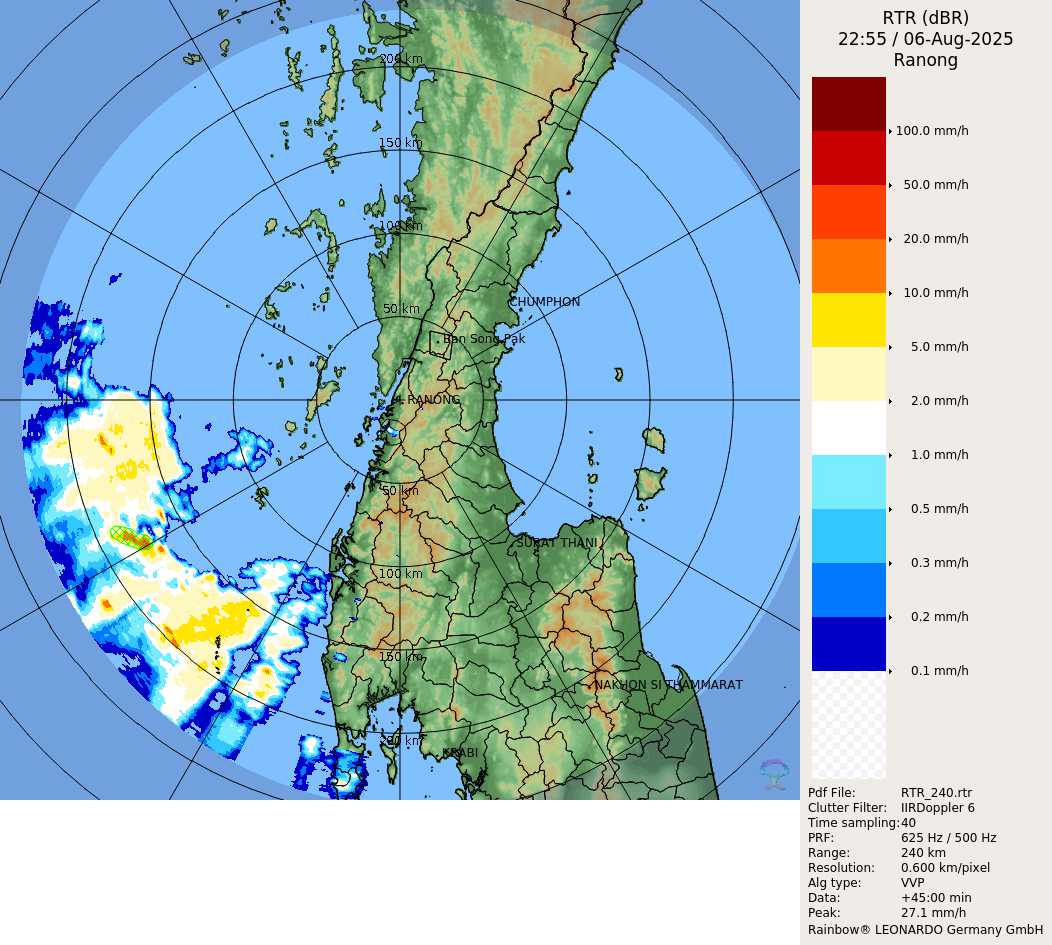 200 km
150 km
100 km
50 km
CHUMPHON
Ban Song Pak
RANONG
50 km
SURAT THANI
100 km
150 km
NAKHON SI THAMMARAT
200 km
KRABI
RTR (dBR)
22:55 / 06-Aug-2025
Ranong
100.0 mm/h
50.0 mm/h
20.0 mm/h
10.0 mm/h
5.0 mm/h
2.0 mm/h
1.0 mm/h
0.5 mm/h
0.3 mm/h
0.2 mm/h
0.1 mm/h
Pdf File: RTR_240.rtr
Clutter Filter: IIRDoppler 6
Time sampling:40
PRF: 625 Hz / 500 Hz
Range: 240 km
Resolution: 0.600 km/pixel
Alg type: VVP
Data: +45:00 min
Peak: 27.1 mm/h
Rainbow® LEONARDO Germany GmbH